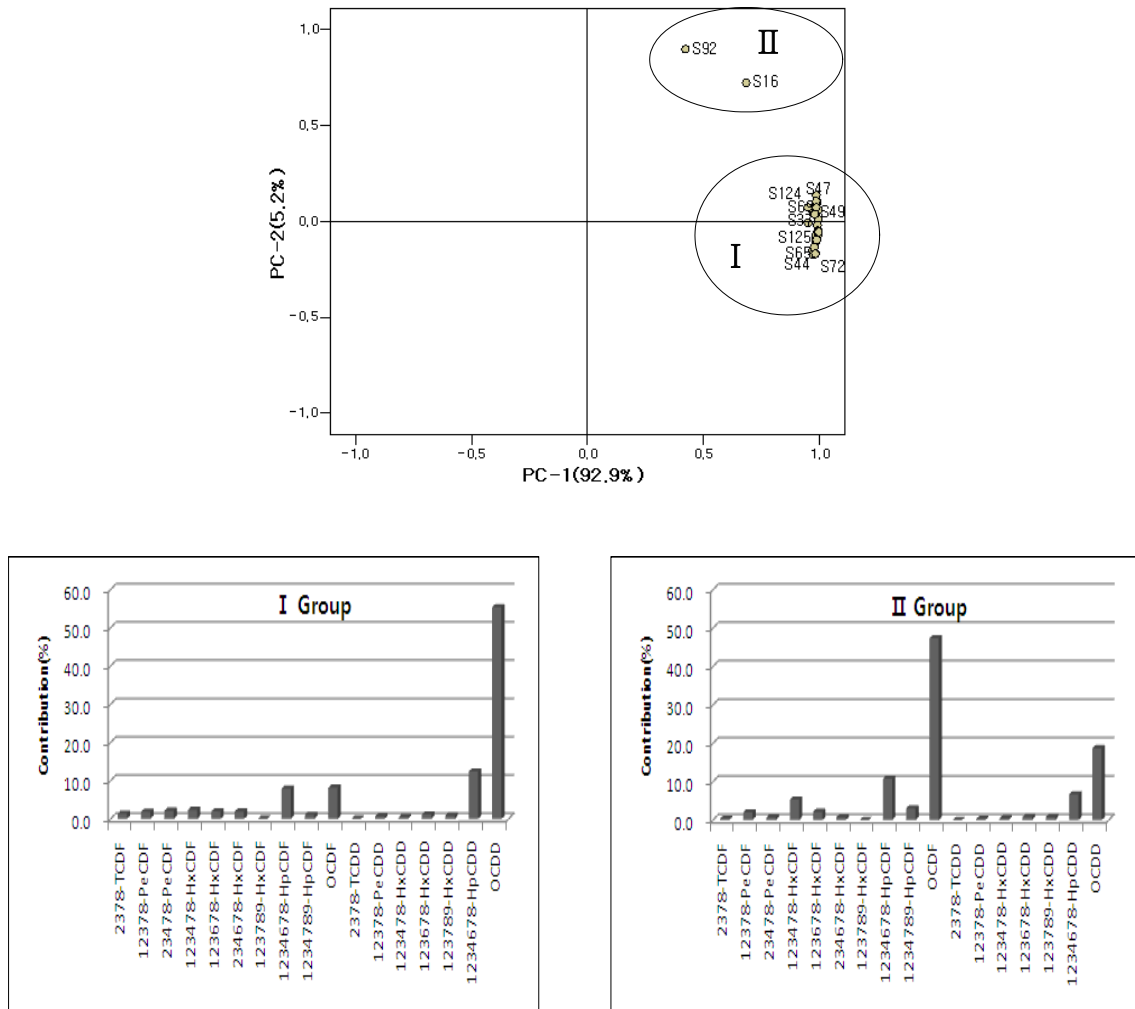 1,0
0,5
0,0
-0,5
-1,0
PC-2(5,2%)
S92
Ⅱ
S16
S124
S47
S49
S125
S65
S44
S72
Ⅰ
-1,0
-0,5
0,0
0,5
1,0
PC-1(92,9%)
Ⅰ Group
Contribution(%)
60.0
50.0
40.0
30.0
20.0
10.0
0.0
2378-TCDF
12378-PeCDF
23478-PeCDF
123478-HxCDF
123678-HxCDF
234678-HxCDF
123789-HxCDF
1234678-HpCDF
1234789-HpCDF
OCDF
2378-TCDD
12378-PeCDD
123478-HxCDD
123678-HxCDD
123789-HxCDD
1234678-HpCDD
OCDD
Ⅱ Group
Contribution(%)
60.0
50.0
40.0
30.0
20.0
10.0
0.0
2378-TCDF
12378-PeCDF
23478-PeCDF
123478-HxCDF
123678-HxCDF
234678-HxCDF
123789-HxCDF
1234678-HpCDF
1234789-HpCDF
OCDF
2378-TCDD
12378-PeCDD
123478-HxCDD
123678-HxCDD
123789-HxCDD
1234678-HpCDD
OCDD